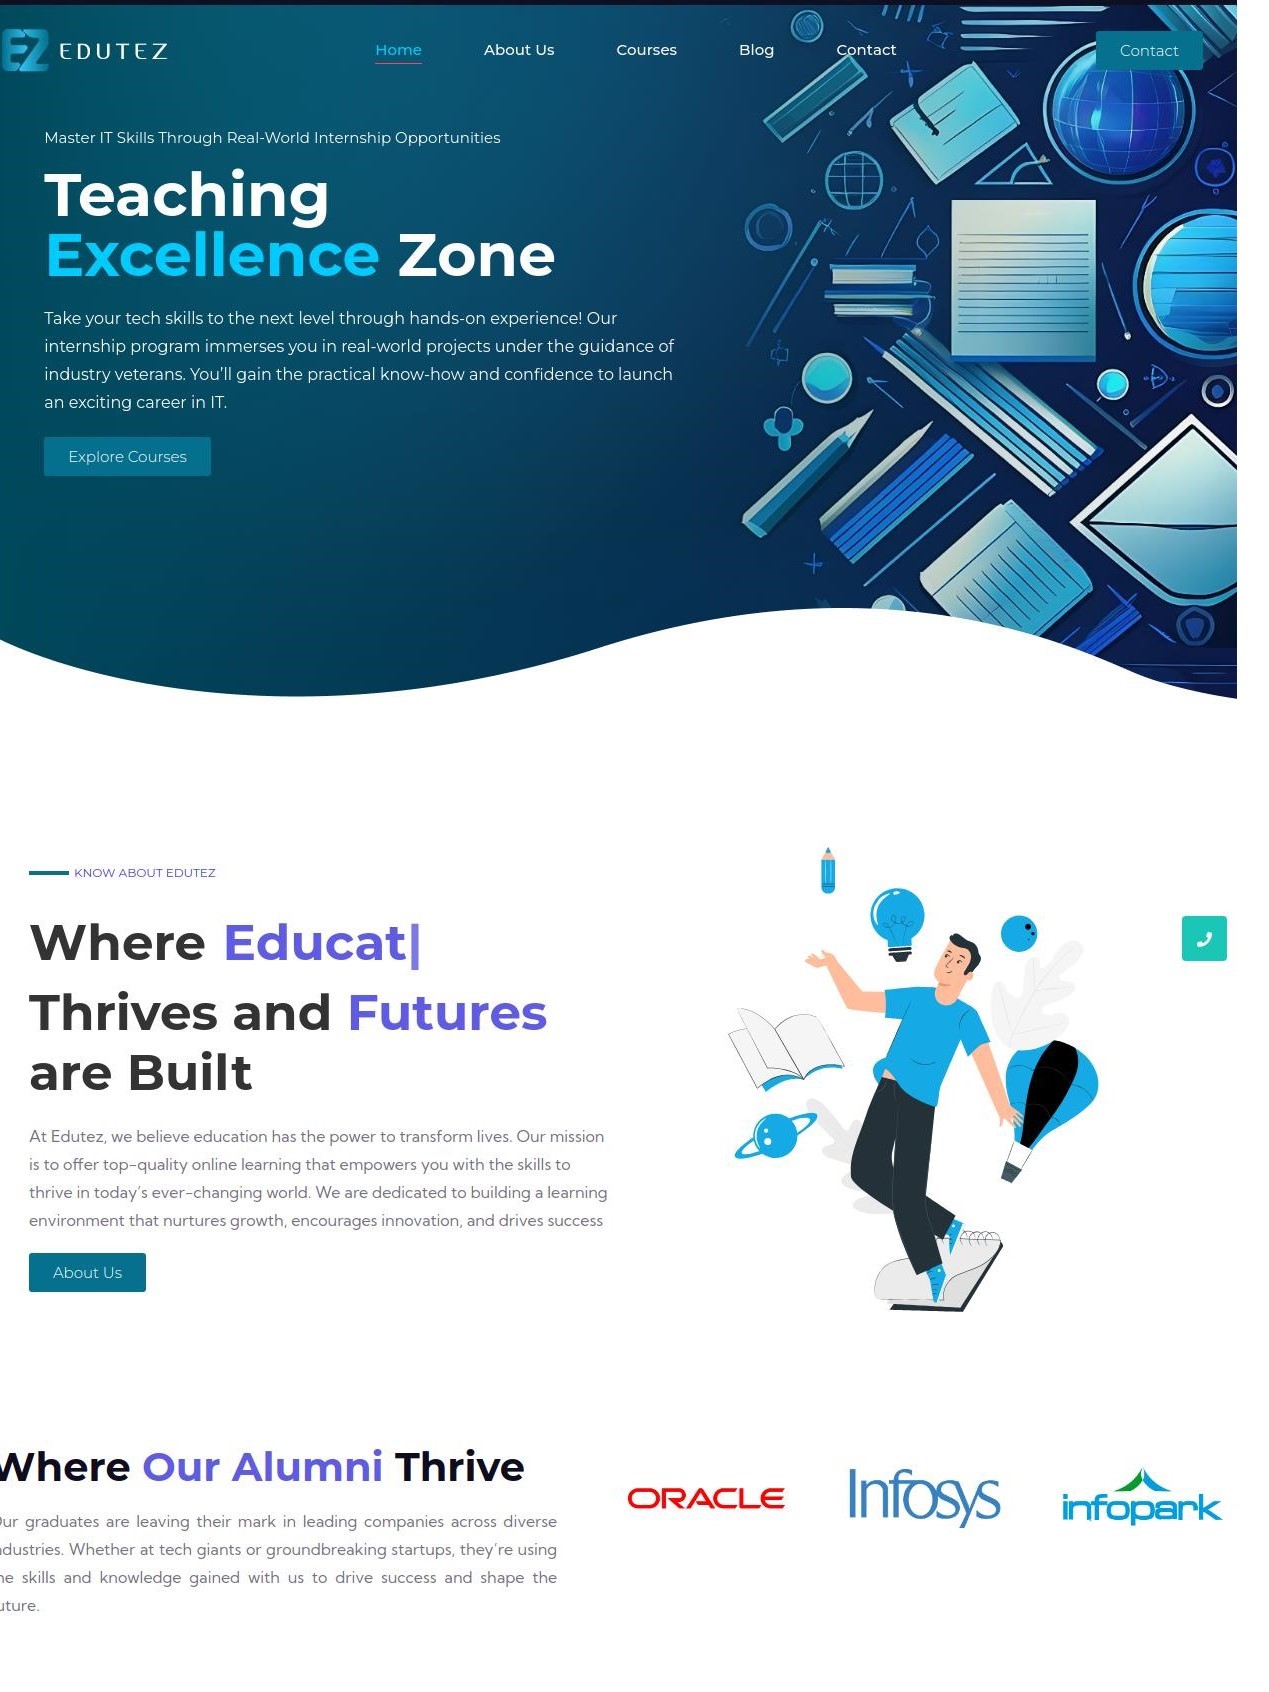 EZ EDUTEZ
Home About Us Courses Blog Contact
Contact
Master IT Skills Through Real-World Internship Opportunities
Teaching
Excellence Zone
Take your tech skills to the next level through hands-on experience! Our
internship program immerses you in real-world projects under the guidance of
industry veterans. You'll gain the practical know-how and confidence to launch
an exciting career in IT.
Explore Courses
KNOW ABOUT EDUTEZ
Where Educat|
Thrives and Futures
are Built
At Edutez, we believe education has the power to transform lives. Our mission
is to offer top-quality online learning that empowers you with the skills to
thrive in today's ever-changing world. We are dedicated to building a learning
environment that nurtures growth, encourages innovation, and drives success
About Us
Where Our Alumni Thrive
Our graduates are leaving their mark in leading companies across diverse
ndustries. Whether at tech giants or groundbreaking startups, they're using
he skills and knowledge gained with us to drive success and shape the
uture.
ORACLE
Infosys
infopark